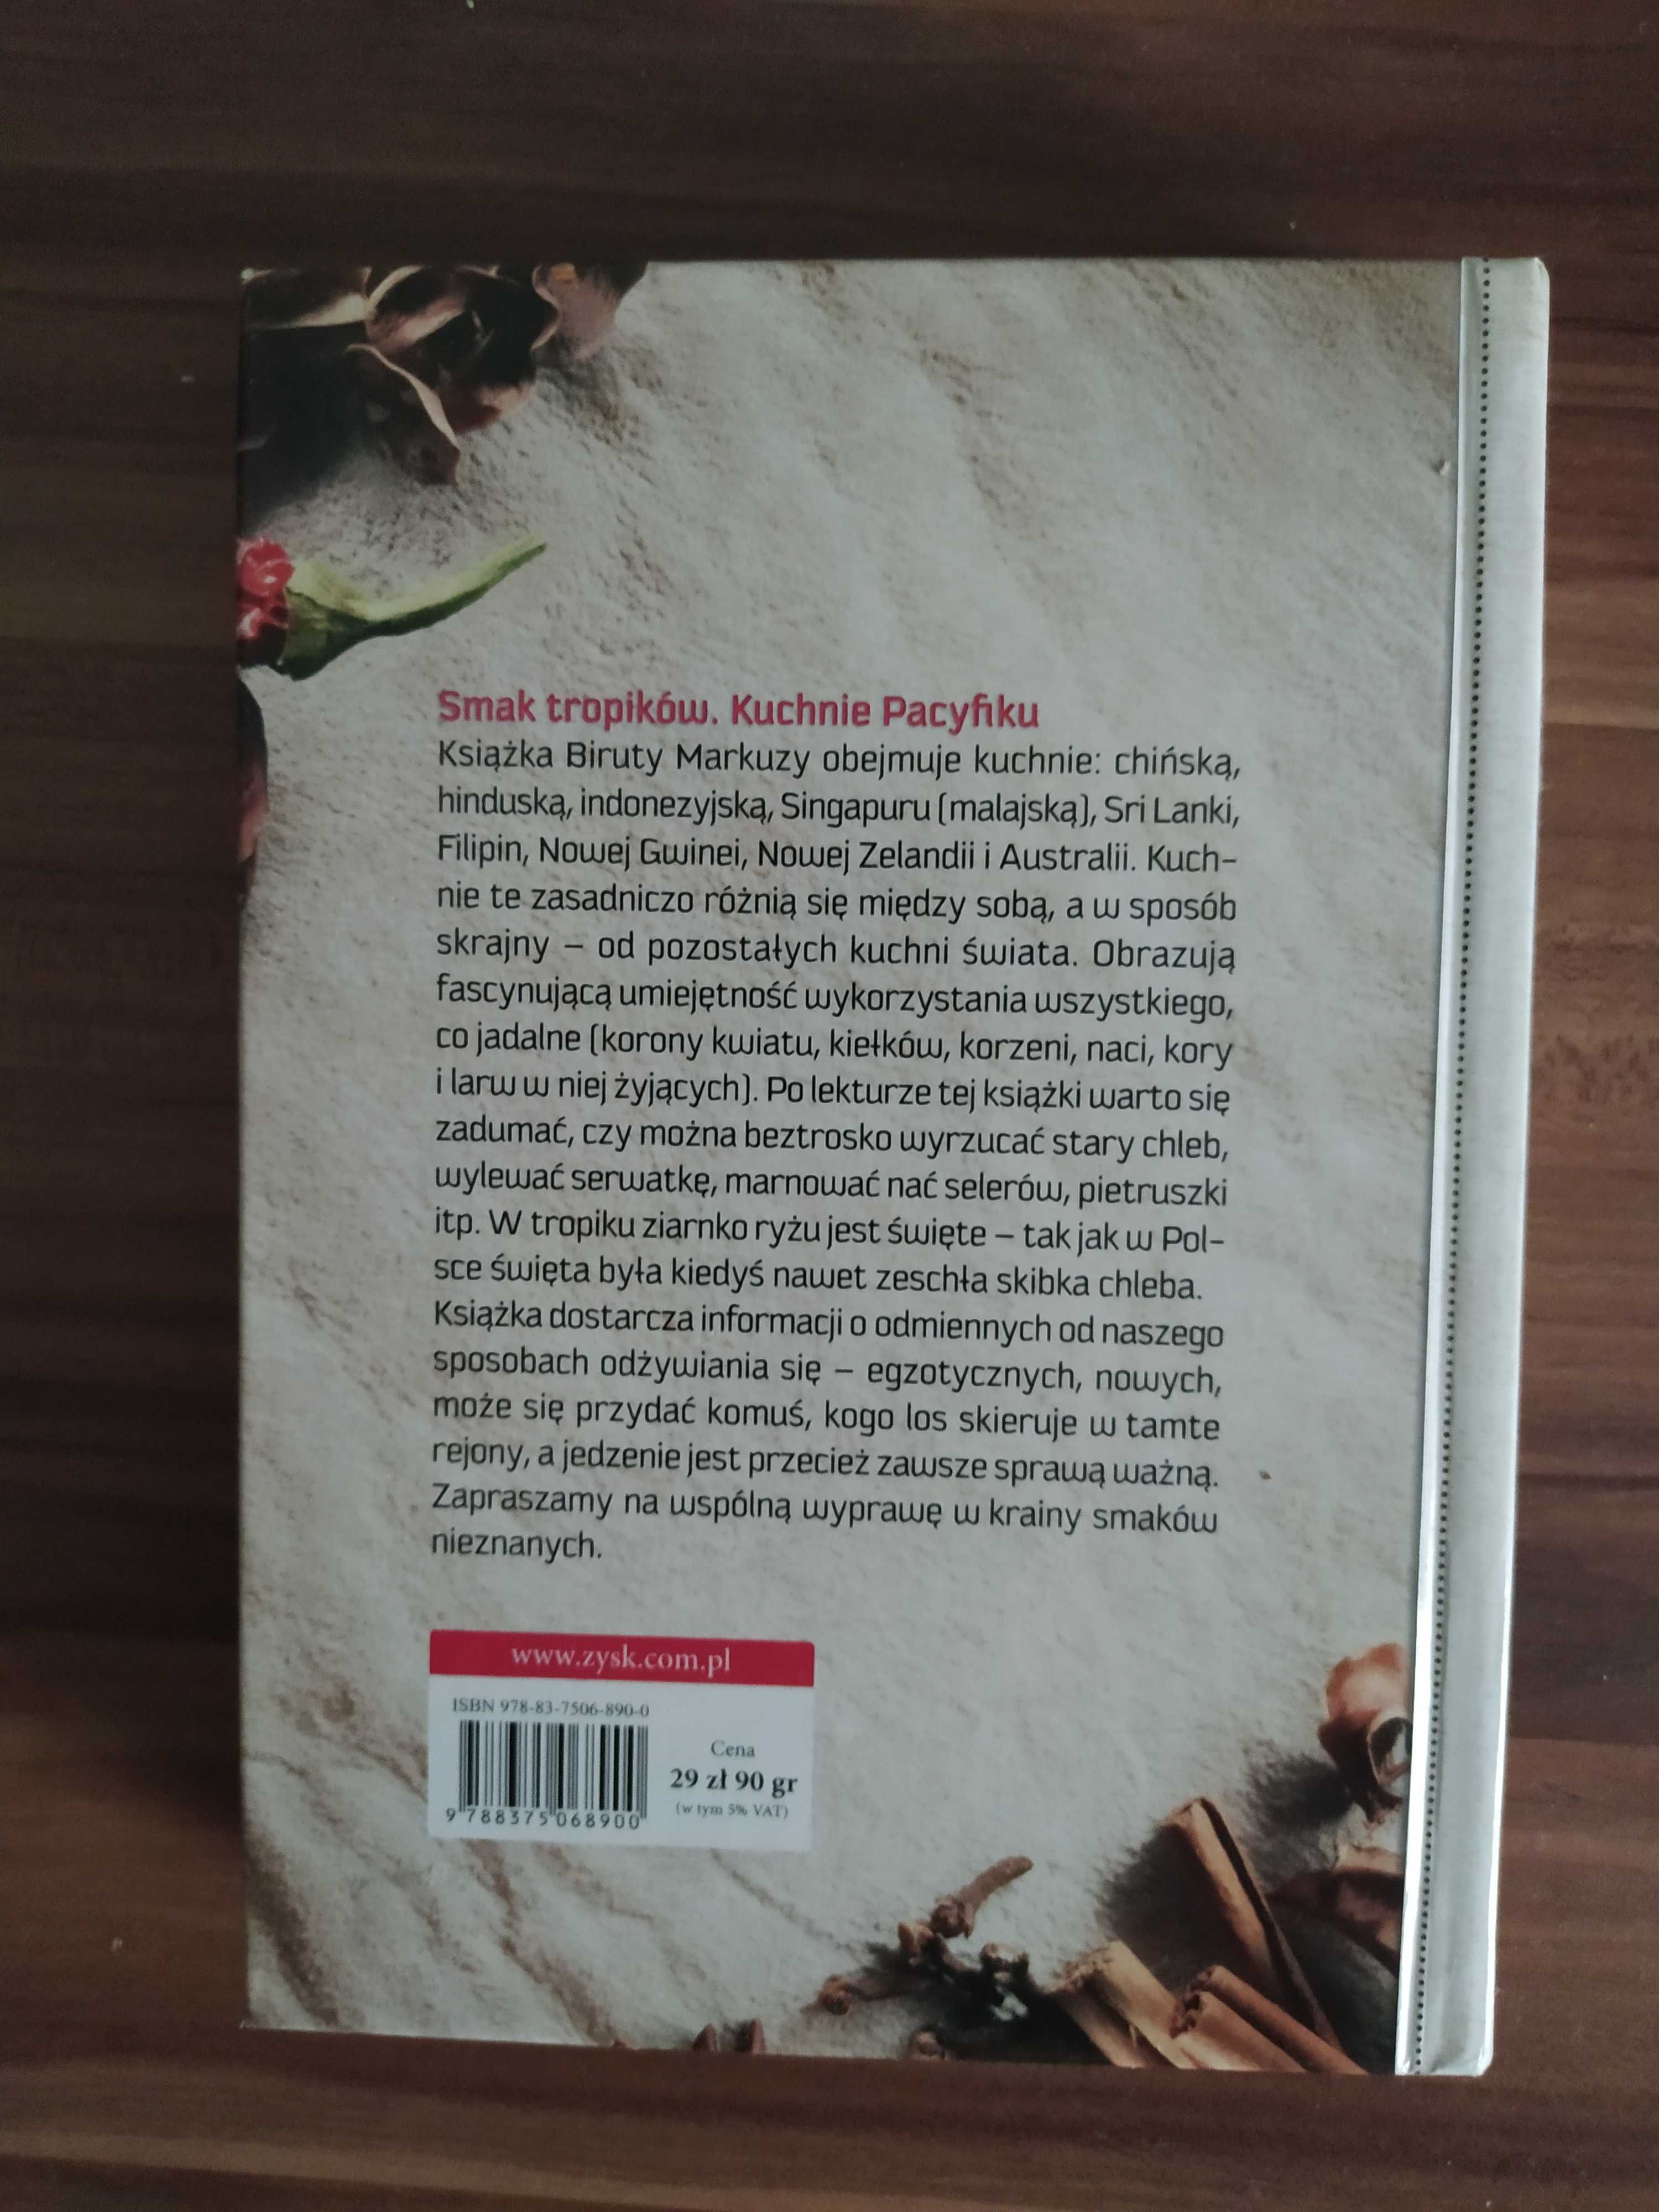 Smak tropików. Kuchnie Pacyfiku
Książka Biruty Markuzy obejmuje kuchnie: chińską,
hinduską, indonezyjską, Singapuru (malajską), Sri Lanki,
Filipin, Nowej Gwinei, Nowej Zelandii i Australii. Kuch-
nie te zasadniczo różnią się między sobą, a w sposób
skrajny – od pozostałych kuchni świata. Obrazują
fascynującą umiejętność wykorzystania wszystkiego,
co jadalne (korony kwiatu, kiełków, korzeni, naci, kory
i larw w niej żyjących). Po lekturze tej książki warto się
zadumać, czy można beztrosko wyrzucać stary chleb,
wylewać serwatkę, marnować nać selerów, pietruszki
itp. W tropiku ziarnko ryżu jest święte – tak jak w Pol-
sce święta była kiedyś nawet zeschła skibka chleba.
Książka dostarcza informacji o odmiennych od naszego
sposobach odżywiania się – egzotycznych, nowych,
może się przydać komuś, kogo los skieruje w tamte
rejony, a jedzenie jest przecież zawsze sprawą ważną.
Zapraszamy na wspólną wyprawę w krainy smaków
nieznanych.
www.zysk.com.pl
ISBN 978-83-7506-890-0
9 788375 068900
Cena
29 zł 90 gr
(w tym 5% VAT)